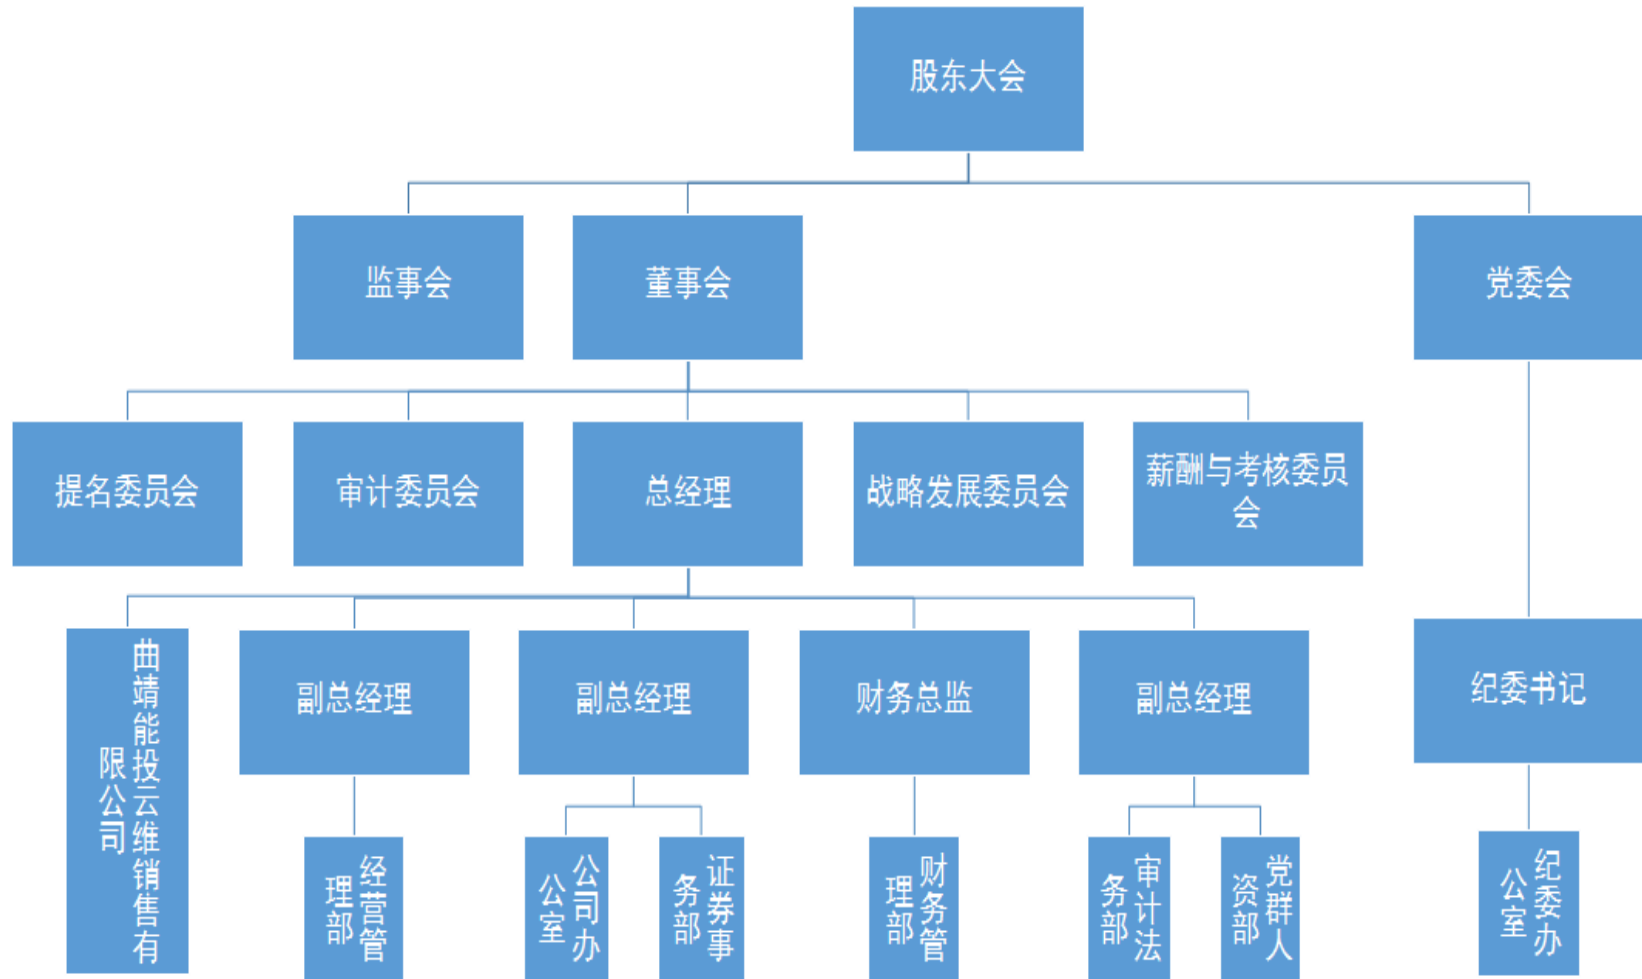 股东大会
监事会
董事会
党委会
提名委员会
审计委员会
总经理
战略发展委员会
薪酬与考核委员
会
曲靖能投云维销售有
限公司
副总经理
副总经理
财务总监
副总经理
纪委书记
经营管
理部
公司办
公室
证券事
务部
财务管
理部
审计法
务部
党群人
资部
纪委办
公室